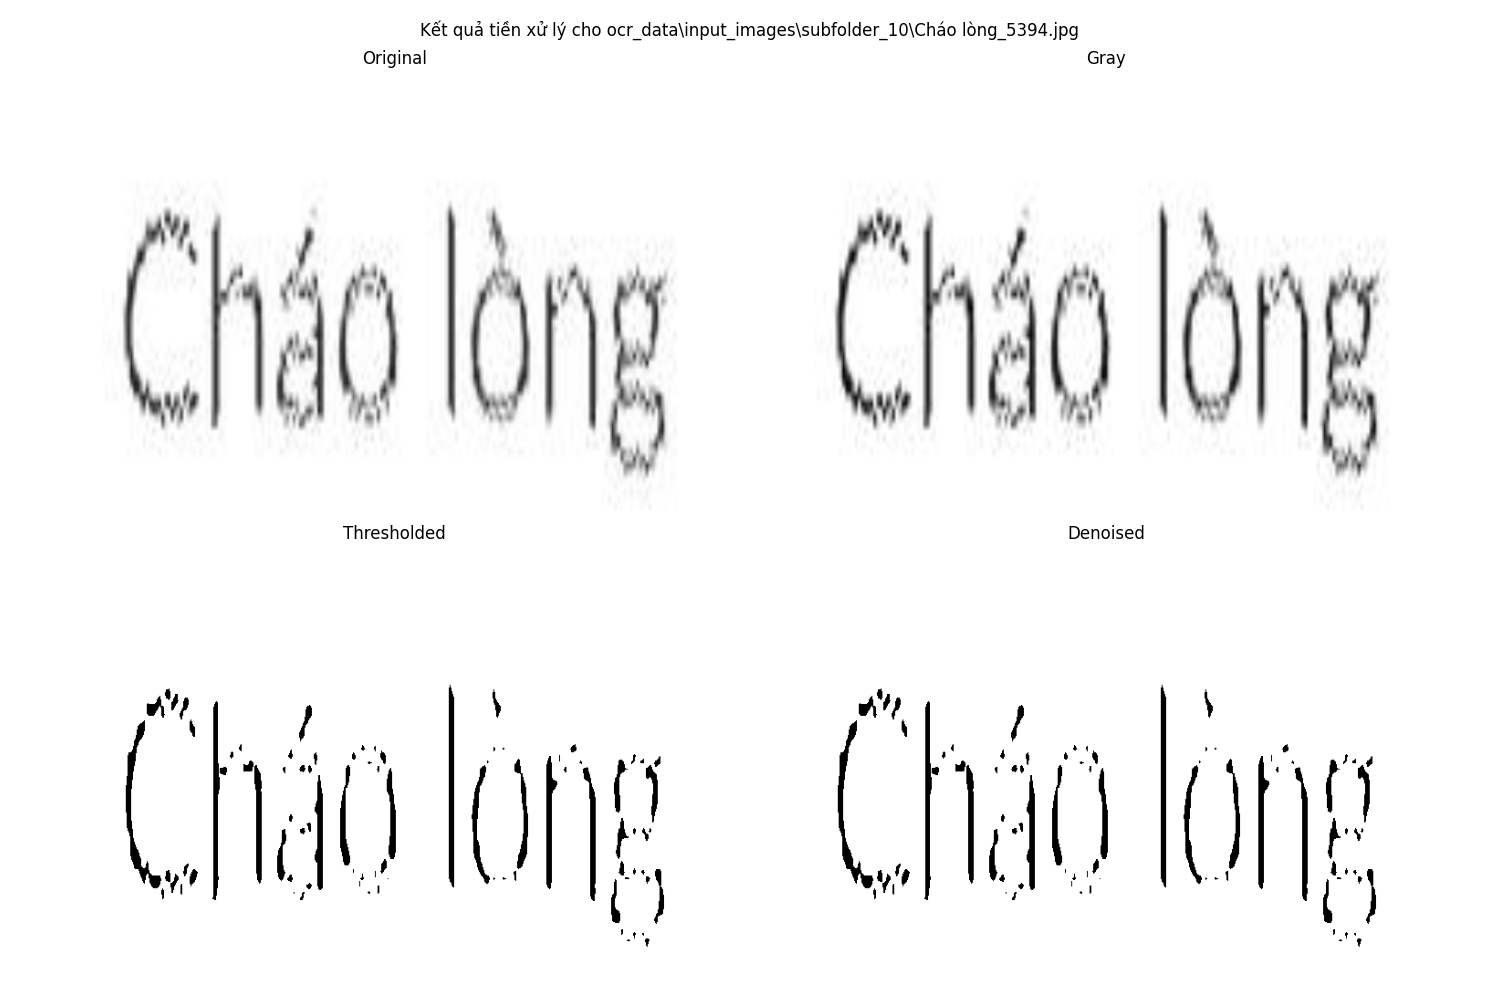 Kết quả tiền xử lý cho ocr_data\input_images\subfolder_10\Cháo lòng_5394.jpg
Original
Gray
Cháo lòng
Cháo lòng
Thresholded
Denoised
Cháo lòng
Cháo lòng